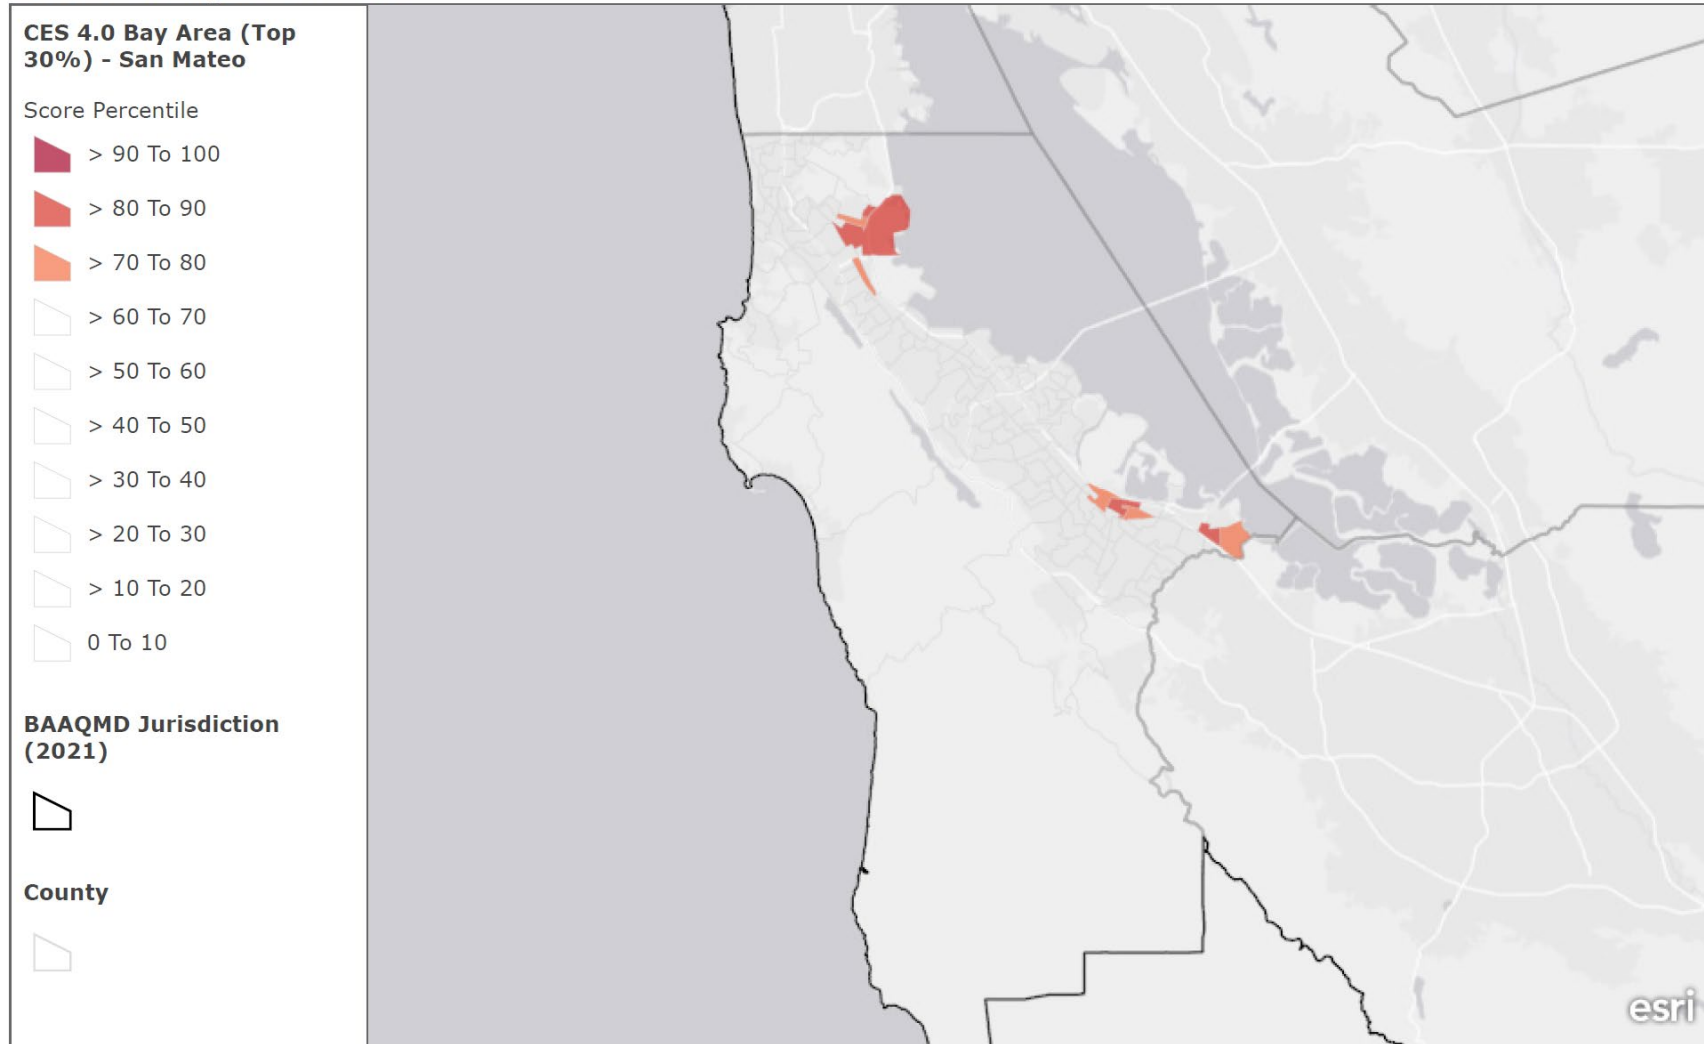 CES 4.0 Bay Area (Top
30%) - San Mateo
Score Percentile
> 90 To 100
> 80 To 90
> 70 To 80
> 60 To 70
> 50 To 60
> 40 To 50
> 30 To 40
> 20 To 30
> 10 To 20
0 To 10
BAAQMD Jurisdiction
(2021)
County
esri